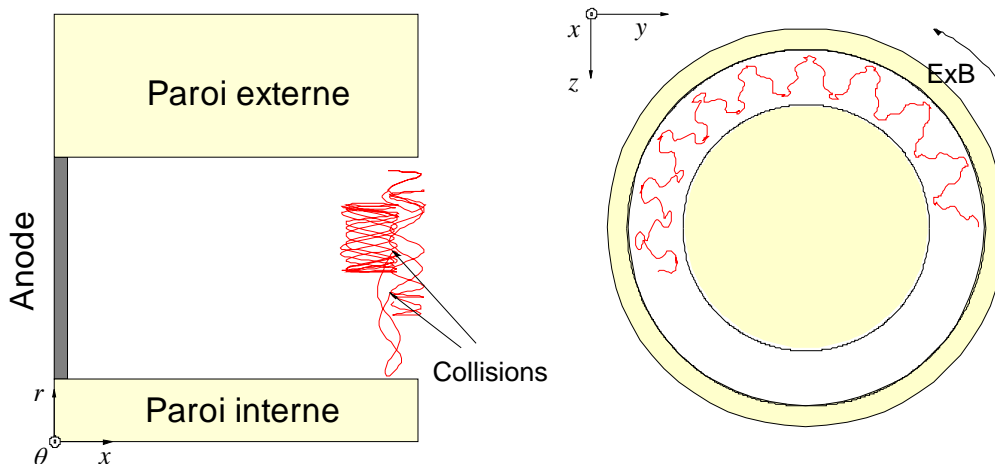 Paroi externe
Anode
Collisions
Paroi interne
r
θ
x
x
y
z
ExB